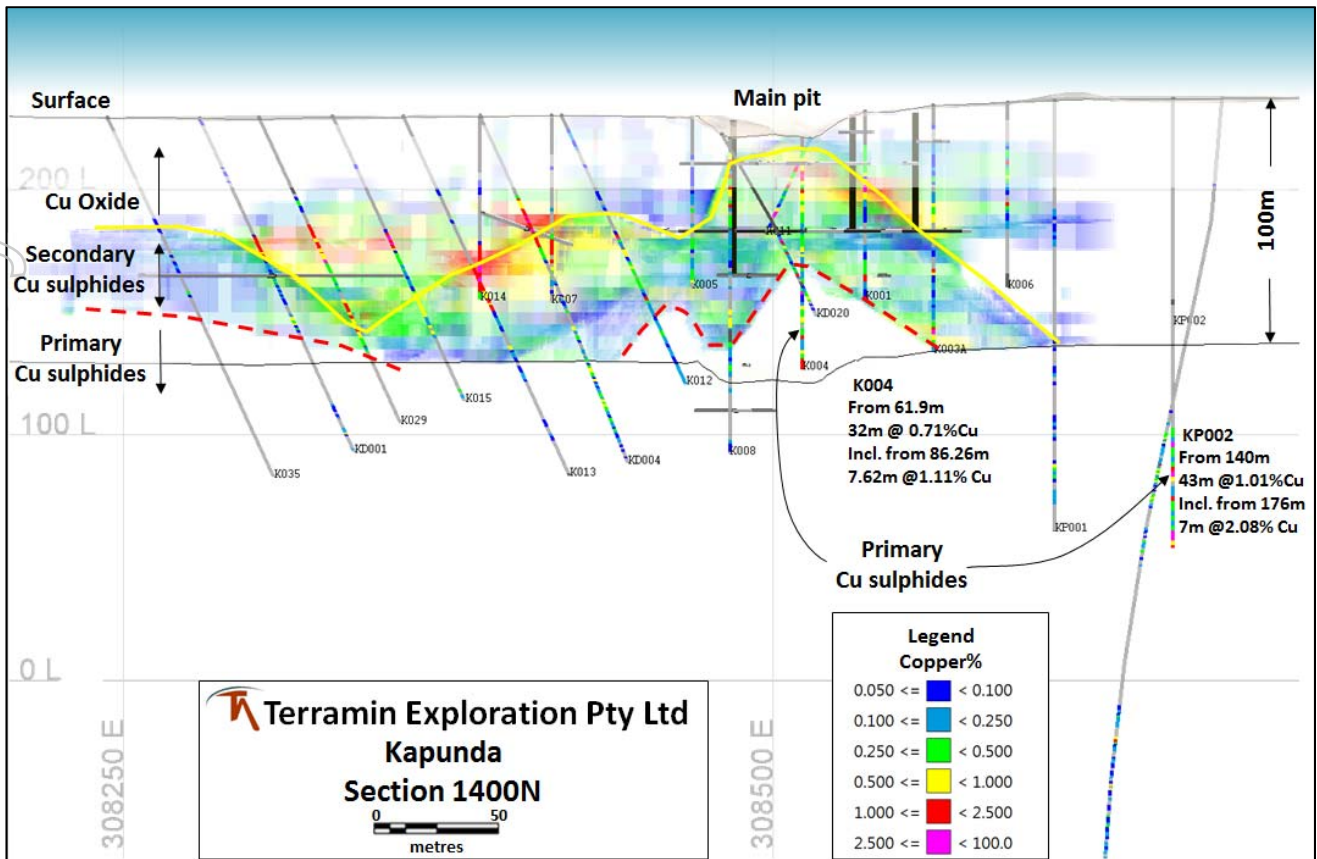 Surface
Main pit
200 L
Cu Oxide
100m
Secondary
Cu sulphides
Primary
Cu sulphides
K014
K007
K005
KD020
K001
K006
KP002
K004
K003A
K012
K015
K029
KD001
K035
K013
KD004
K008
KP001
100 L
K004
From 61.9m
32m @ 0.71%Cu
Incl. from 86.26m
7.62m @1.11% Cu
KP002
From 140m
43m @1.01%Cu
Incl. from 176m
7m @2.08% Cu
Primary
Cu sulphides
0 L
308250 E
308500 E
Terramin Exploration Pty Ltd
Kapunda
Section 1400N
0 50
metres
Legend
Copper%
0.050 <= < 0.100
0.100 <= < 0.250
0.250 <= < 0.500
0.500 <= < 1.000
1.000 <= < 2.500
2.500 <= < 100.0